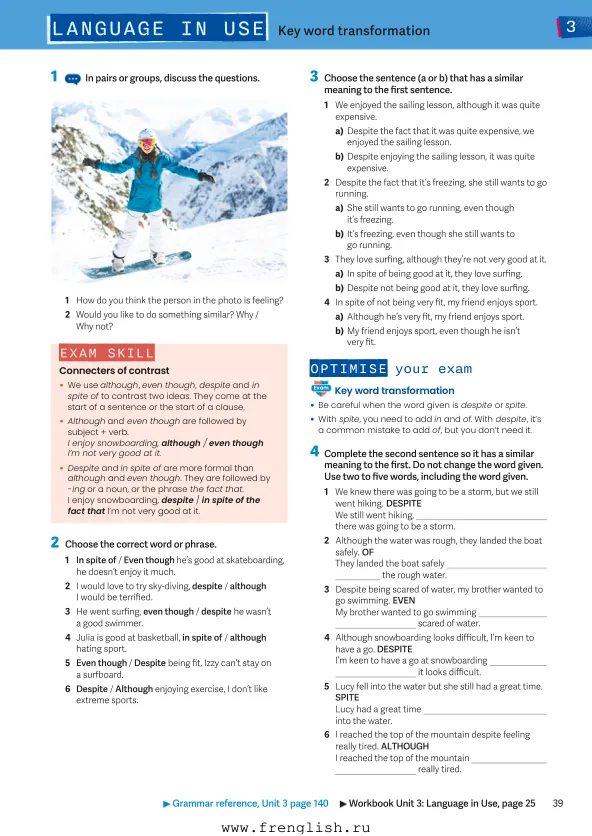 LANGUAGE IN USE Key word transformation
3
1 In pairs or groups, discuss the questions.
1 How do you think the person in the photo is feeling?
2 Would you like to do something similar? Why /
Why not?
EXAM SKILL
Connecters of contrast
• We use although, even though, despite and in
spite of to contrast two ideas. They come at the
start of a sentence or the start of a clause.
• Although and even though are followed by
subject + verb.
I enjoy snowboarding, although / even though
I'm not very good at it.
• Despite and in spite of are more formal than
although and even though. They are followed by
-ing or a noun, or the phrase the fact that.
I enjoy snowboarding, despite / in spite of the
fact that I'm not very good at it.
2 Choose the correct word or phrase.
1 In spite of / Even though he's good at skateboarding,
he doesn't enjoy it much.
2 I would love to try sky-diving, despite / although
I would be terrified.
3 He went surfing, even though / despite he wasn't
a good swimmer.
4 Julia is good at basketball, in spite of / although
hating sport.
5 Even though / Despite being fit, Izzy can't stay on
a surfboard.
6 Despite / Although enjoying exercise, I don't like
extreme sports.
3 Choose the sentence (a or b) that has a similar
meaning to the first sentence.
1 We enjoyed the sailing lesson, although it was quite
expensive.
a) Despite the fact that it was quite expensive, we
enjoyed the sailing lesson.
b) Despite enjoying the sailing lesson, it was quite
expensive.
2 Despite the fact that it's freezing, she still wants to go
running.
a) She still wants to go running, even though
it's freezing.
b) It's freezing, even though she still wants to
go running.
3 They love surfing, although they're not very good at it.
a) In spite of being good at it, they love surfing.
b) Despite not being good at it, they love surfing.
4 In spite of not being very fit, my friend enjoys sport.
a) Although he's very fit, my friend enjoys sport.
b) My friend enjoys sport, even though he isn't
very fit.
OPTIMISE your exam
Exam Key word transformation
• Be careful when the word given is despite or spite.
• With spite, you need to add in and of. With despite, it's
a common mistake to add of, but you don't need it.
4 Complete the second sentence so it has a similar
meaning to the first. Do not change the word given.
Use two to five words, including the word given.
1 We knew there was going to be a storm, but we still
went hiking. DESPITE
We still went hiking, ____
there was going to be a storm.
2 Although the water was rough, they landed the boat
safely. OF
They landed the boat safely ____
____ the rough water.
3 Despite being scared of water, my brother wanted to
go swimming. EVEN
My brother wanted to go swimming ____
____ scared of water.
4 Although snowboarding looks difficult, I'm keen to
have a go. DESPITE
I'm keen to have a go at snowboarding ____
____ it looks difficult.
5 Lucy fell into the water but she still had a great time.
SPITE
Lucy had a great time ____
into the water.
6 I reached the top of the mountain despite feeling
really tired. ALTHOUGH
I reached the top of the mountain ____
____ really tired.
▶ Grammar reference, Unit 3 page 140 ▶ Workbook Unit 3: Language in Use, page 25 39
www.frenglish.ru